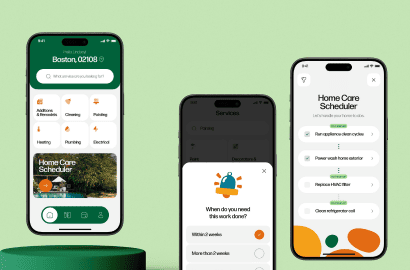 9:41
Boston, 02108
What service are you looking for?
Additions
& Remodels
Cleaning
Painting
Heating
Plumbing
Electrical
Home Care
Scheduler
Services
When do you need
this work done?
Within 2 weeks
More than 2 weeks
9:41
Home Care
Scheduler
Run appliance clean cycles
Power wash home exterior
Replace HVAC filter
Clean refrigerator coil